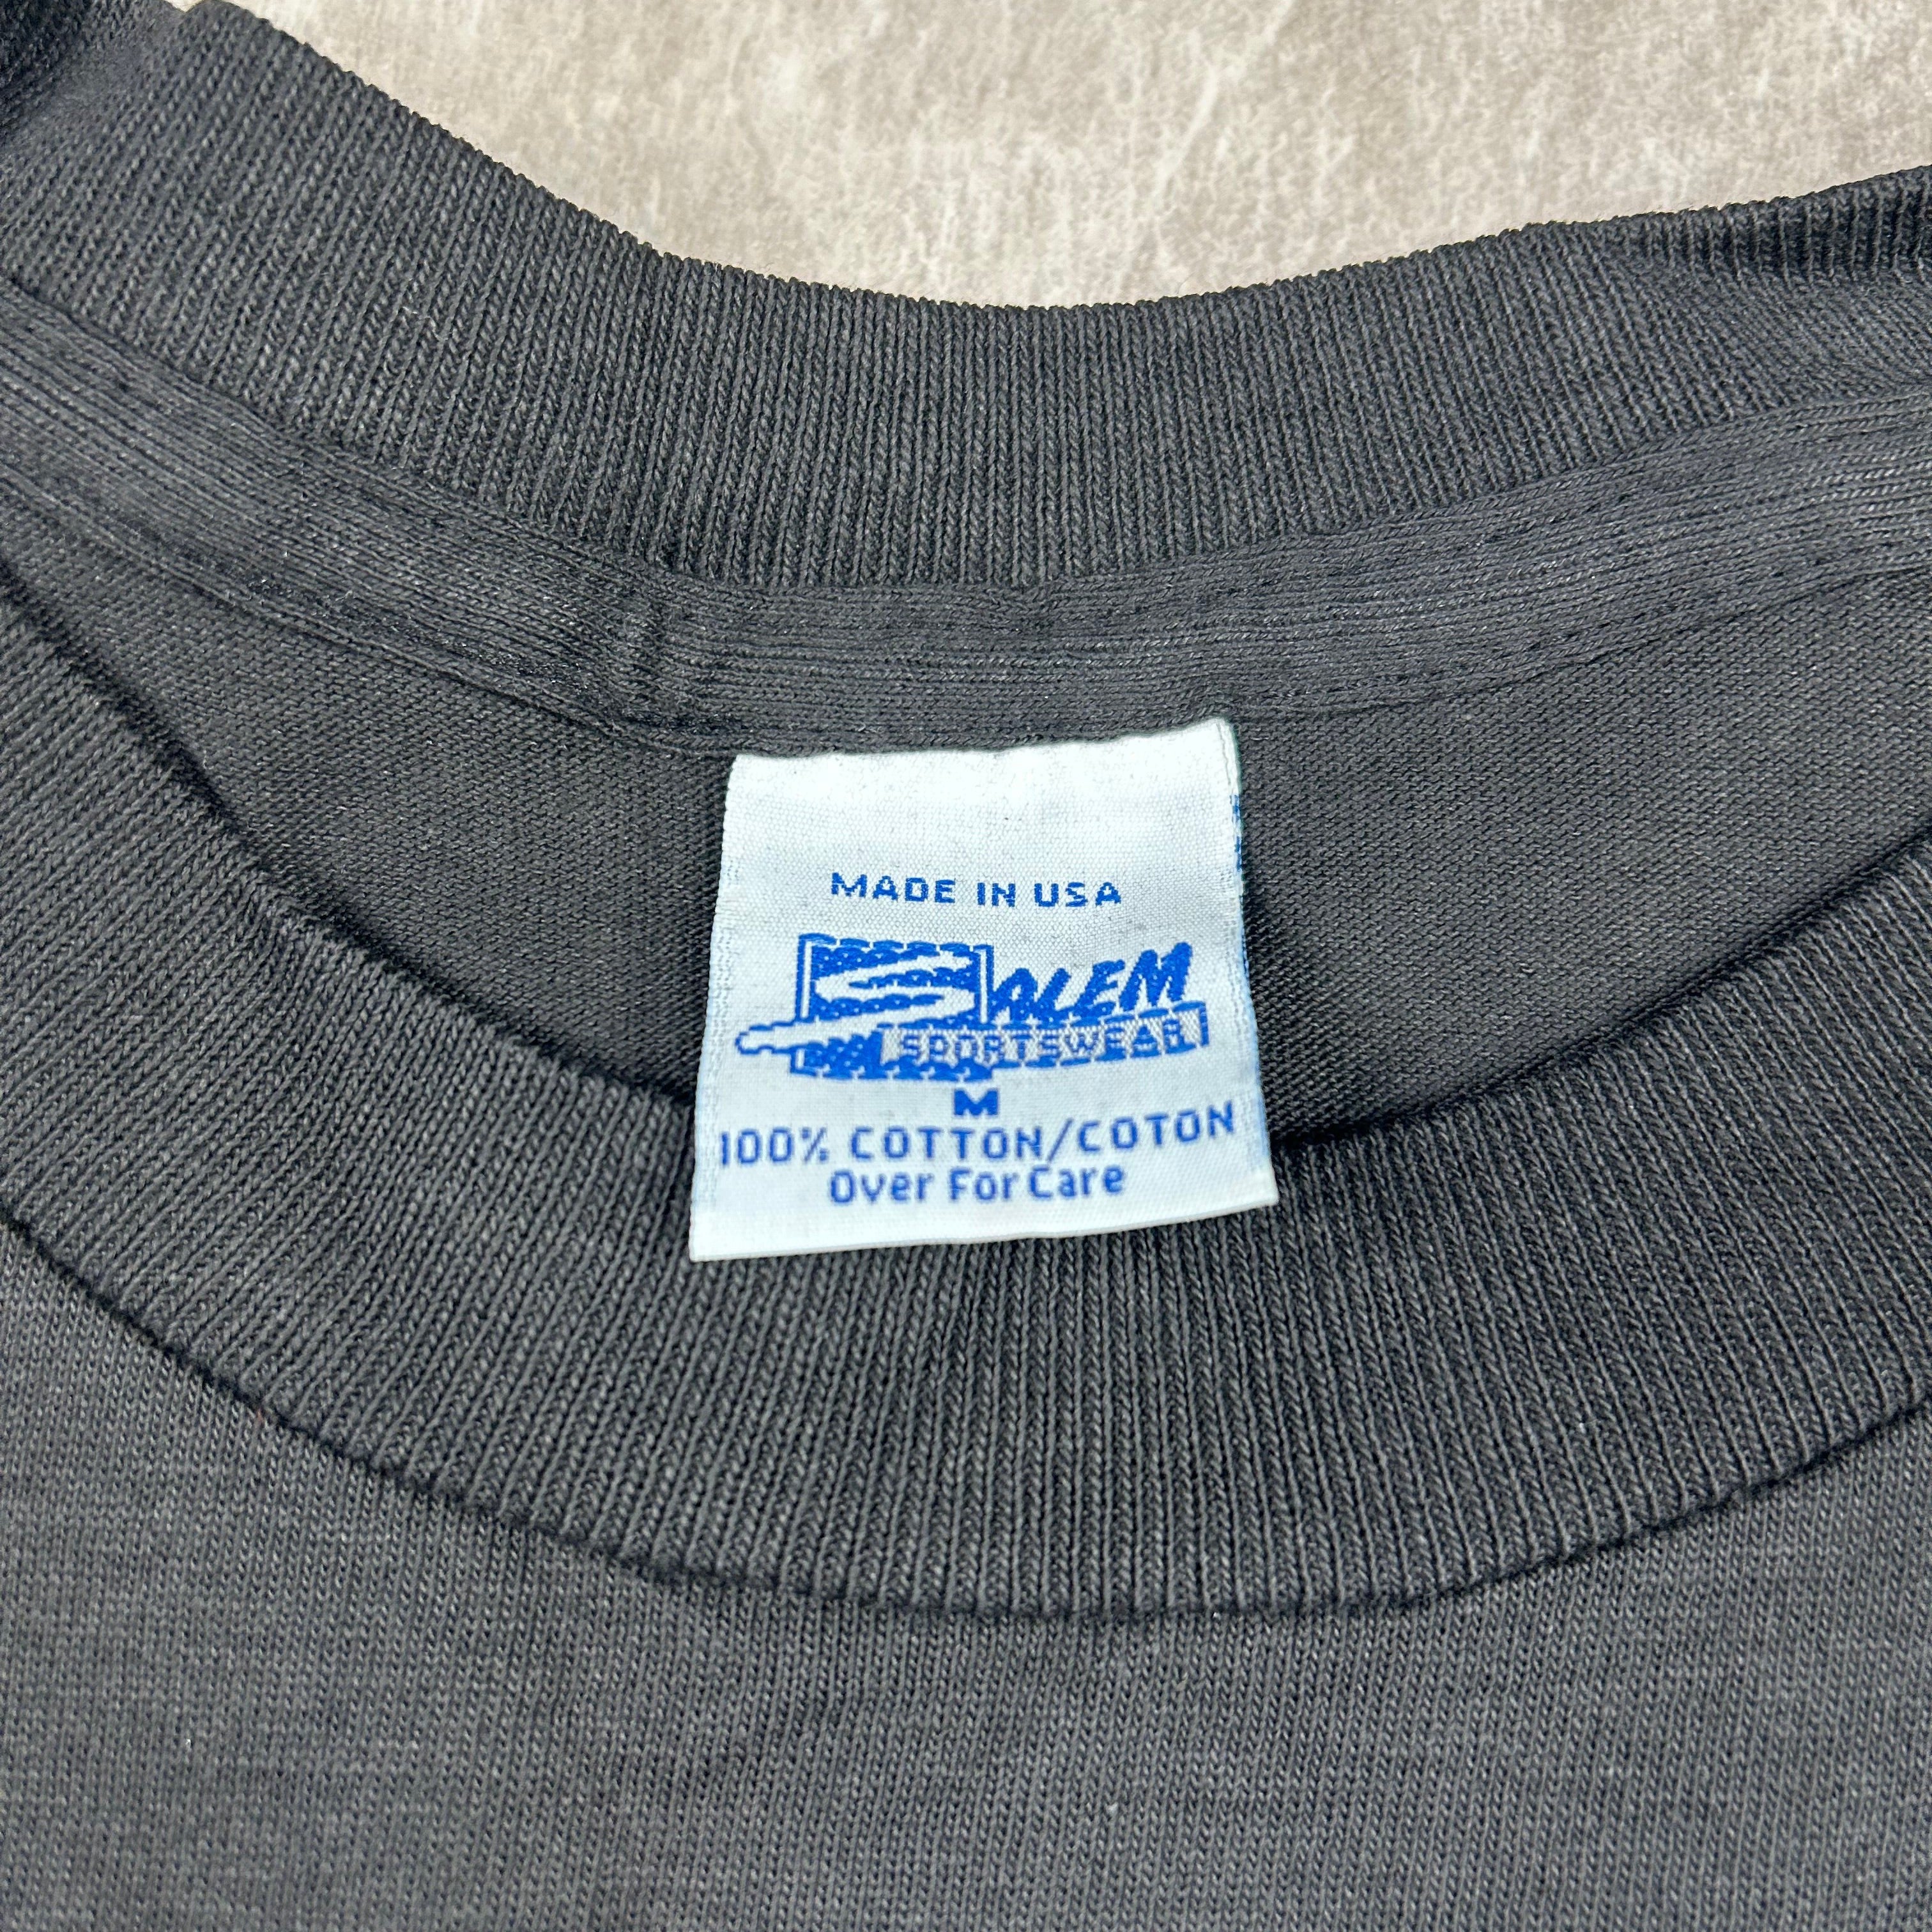 MADE IN USA
SALEM
SPORTSWEAR
M
100% COTTON/COTON
Over For Care